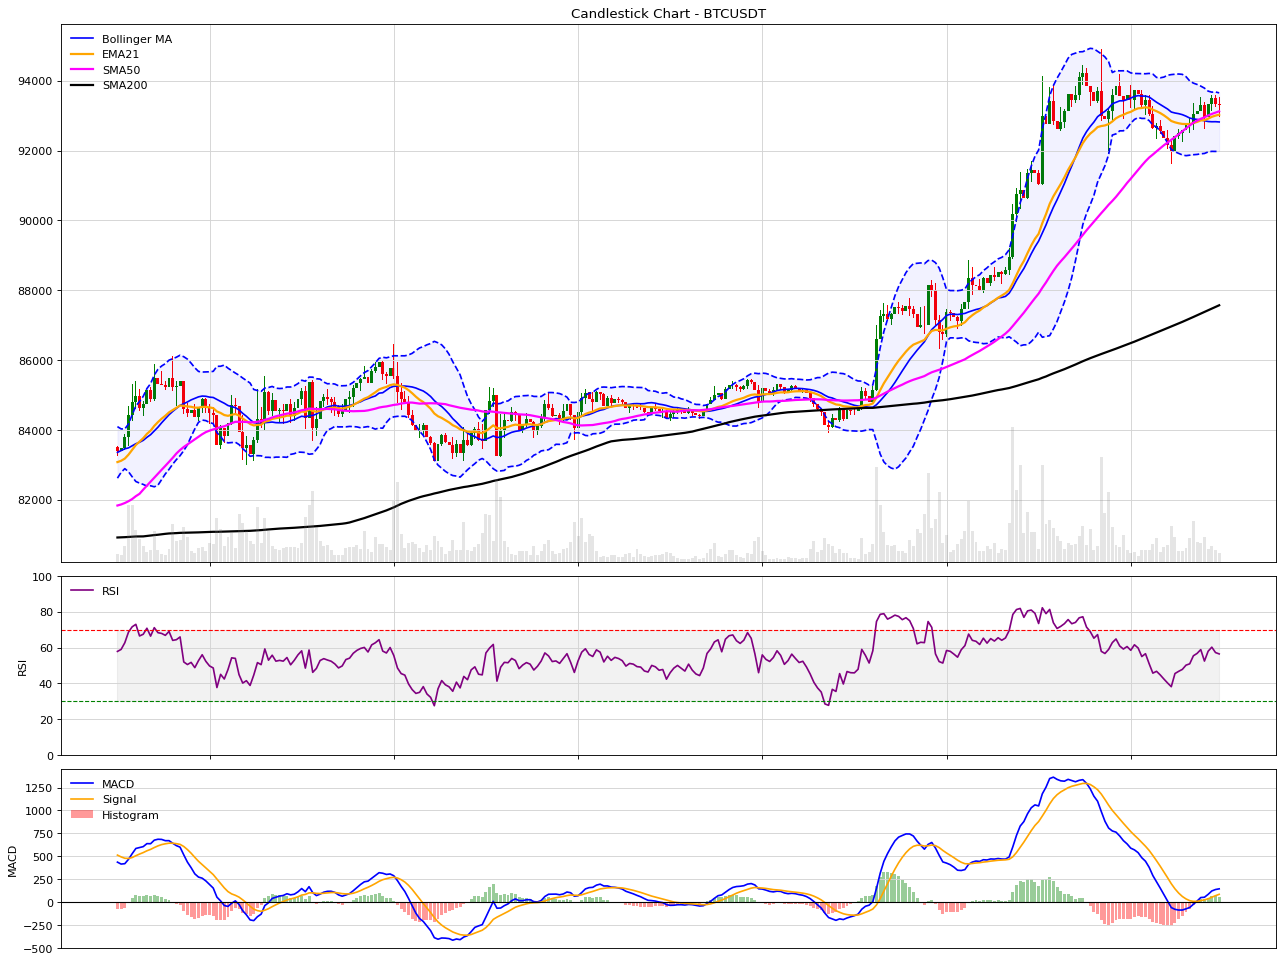 Candlestick Chart - BTCUSDT
Bollinger MA
EMA21
SMA50
SMA200
94000
92000
90000
88000
86000
84000
82000
RSI
100
80
60
40
20
0
RSI
MACD
Signal
Histogram
1250
1000
750
500
250
0
−250
−500
MACD